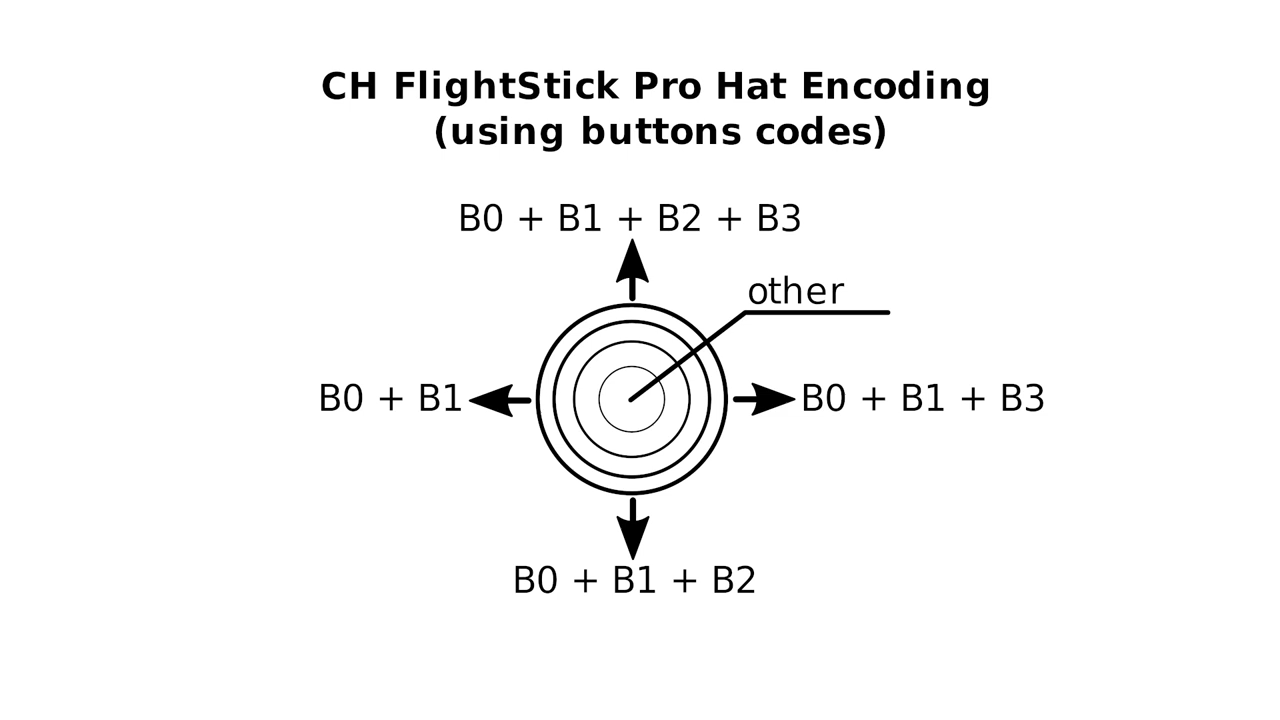 CH FlightStick Pro Hat Encoding
(using buttons codes)
B0 + B1 + B2 + B3
other
B0 + B1
B0 + B1 + B3
B0 + B1 + B2